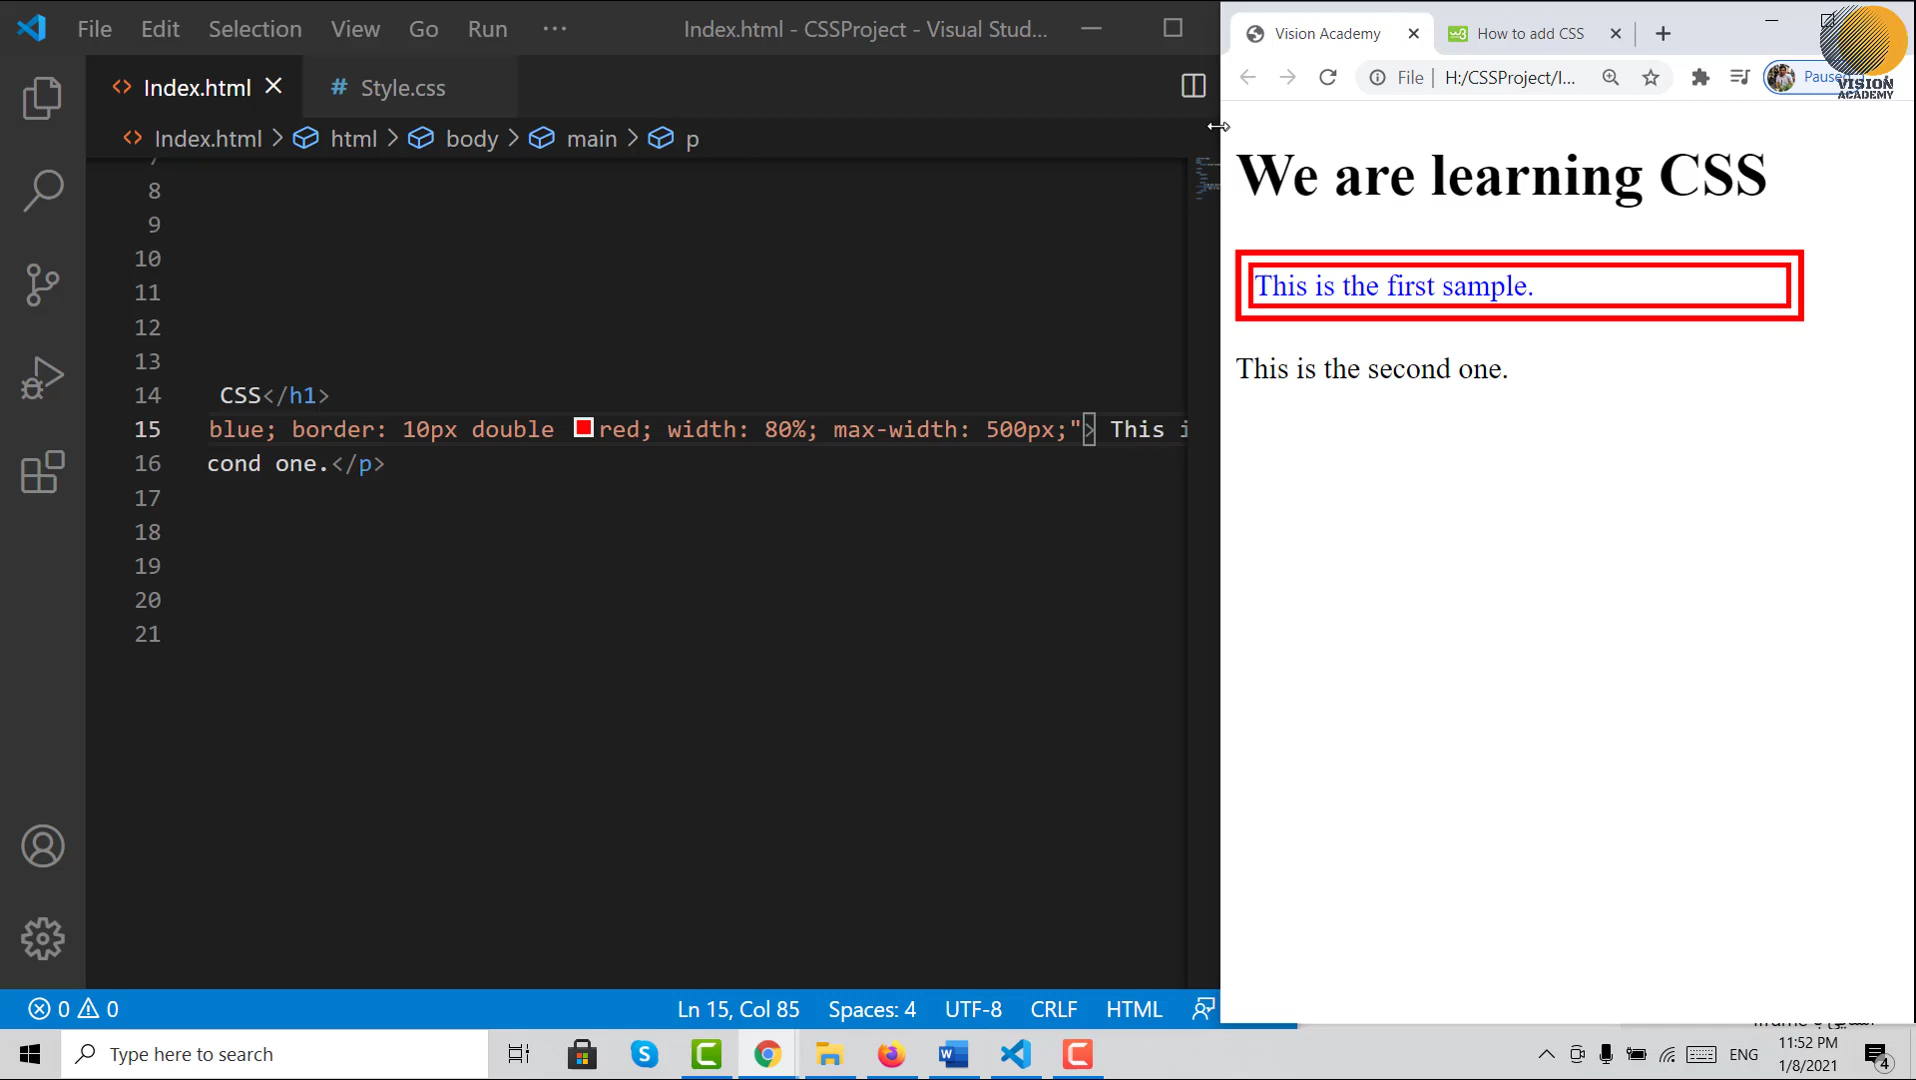 File Edit Selection View Go Run ··· Index.html - CSSProject - Visual Stud...
Index.html Style.css
Index.html > html > body > main > p
7
8
9
10
11
12
13
14 CSS</h1>
15 blue; border: 10px double red; width: 80%; max-width: 500px;"> This i
16 cond one.</p>
17
18
19
20
21
0 0 Ln 15, Col 85 Spaces: 4 UTF-8 CRLF HTML
Vision Academy How to add CSS
File H:/CSSProject/I... Paused
VISION
ACADEMY
We are learning CSS
This is the first sample.
This is the second one.
Type here to search
ENG 11:52 PM
1/8/2021 4